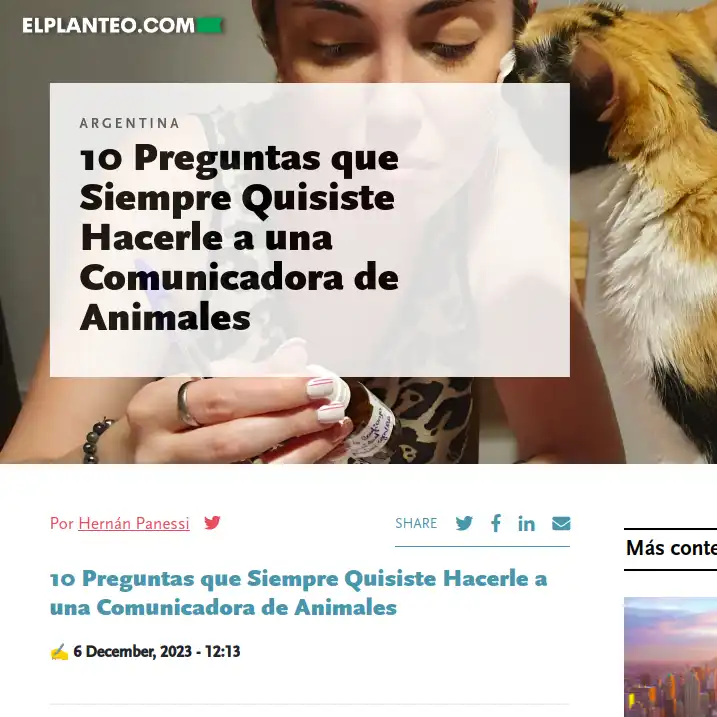 ELPLANTEO.COM
ARGENTINA
10 Preguntas que
Siempre Quisiste
Hacerle a una
Comunicadora de
Animales
Por Hernán Panessi
SHARE
Más conte
10 Preguntas que Siempre Quisiste Hacerle a
una Comunicadora de Animales
✍️ 6 December, 2023 - 12:13